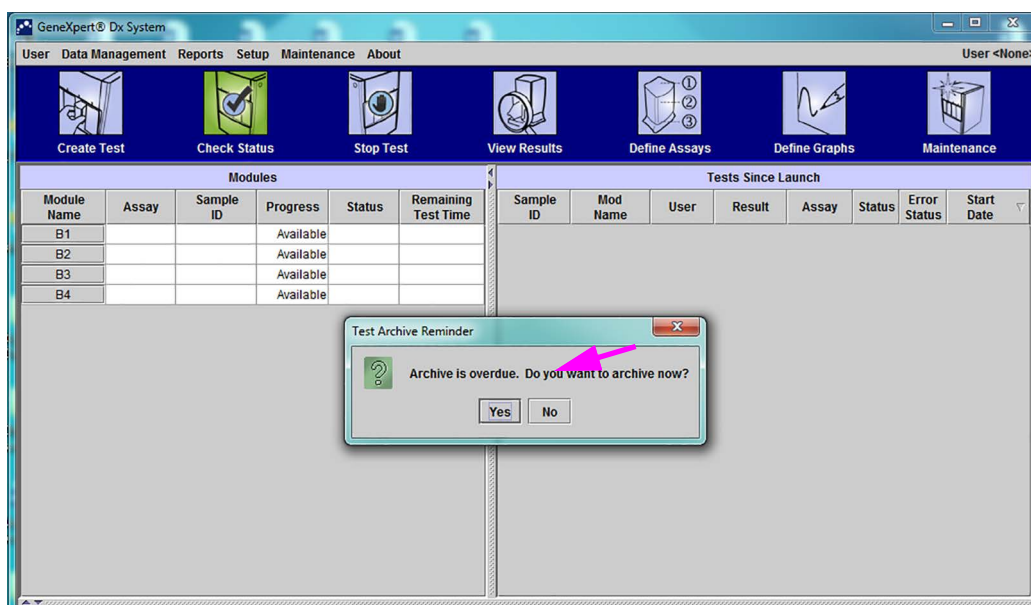 GeneXpert® Dx System
User Data Management Reports Setup Maintenance About
User <None>
Create Test
Check Status
Stop Test
View Results
Define Assays
Define Graphs
Maintenance
Modules
Module Name
Assay
Sample ID
Progress
Status
Remaining Test Time
B1 Available
B2 Available
B3 Available
B4 Available
Tests Since Launch
Sample ID
Mod Name
User
Result
Assay
Status
Error Status
Start Date
Test Archive Reminder
Archive is overdue. Do you want to archive now?
Yes No